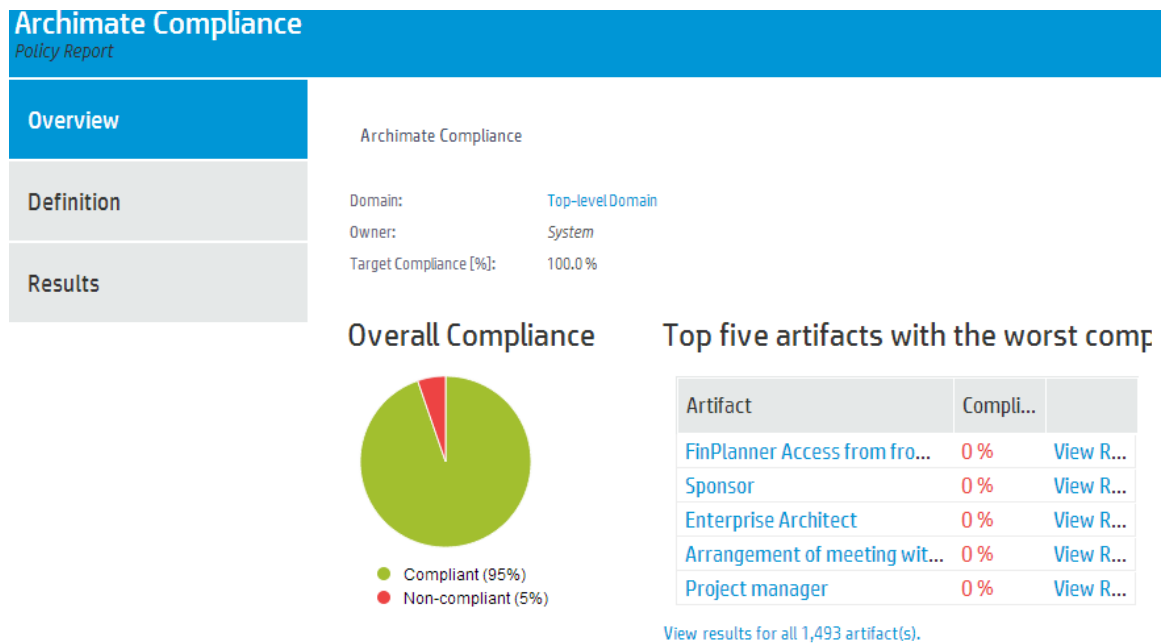 Archimate Compliance
Policy Report
Overview
Definition
Results
Archimate Compliance
Domain: Top-level Domain
Owner: System
Target Compliance [%]: 100.0 %
Overall Compliance
Compliant (95%)
Non-compliant (5%)
Top five artifacts with the worst comp
Artifact Compli...
FinPlanner Access from fro... 0 % View R...
Sponsor 0 % View R...
Enterprise Architect 0 % View R...
Arrangement of meeting wit... 0 % View R...
Project manager 0 % View R...
View results for all 1,493 artifact(s).